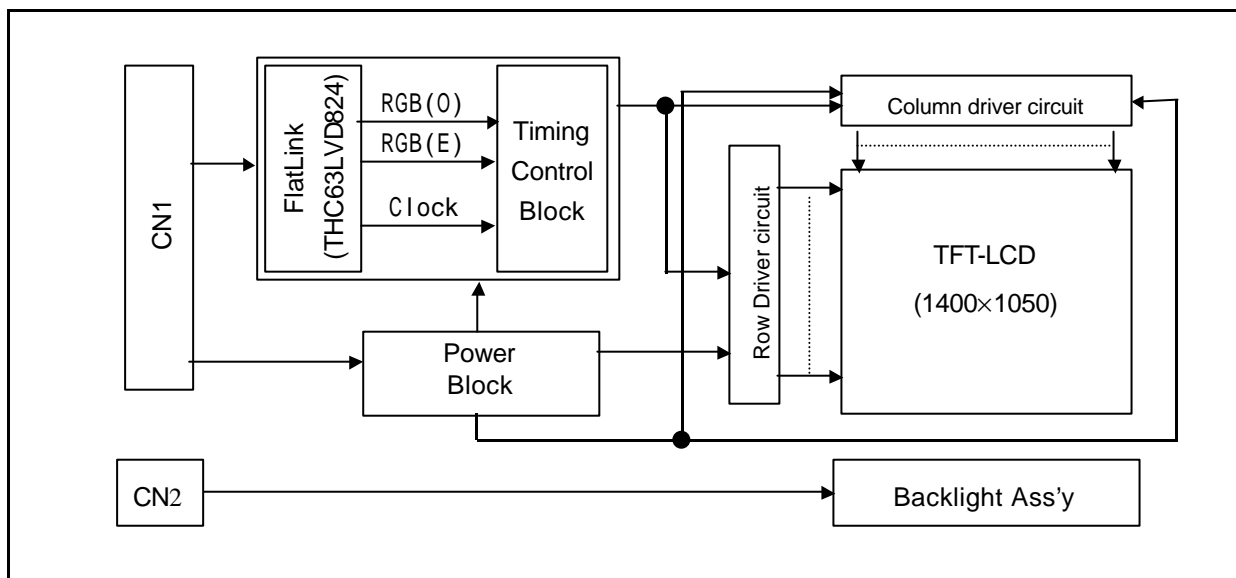 CN1
FlatLink
(THC63LVD824)
RGB(O)
RGB(E)
Clock
Timing
Control
Block
Column driver circuit
Row Driver circuit
TFT-LCD
(1400×1050)
Power
Block
CN2
Backlight Ass'y